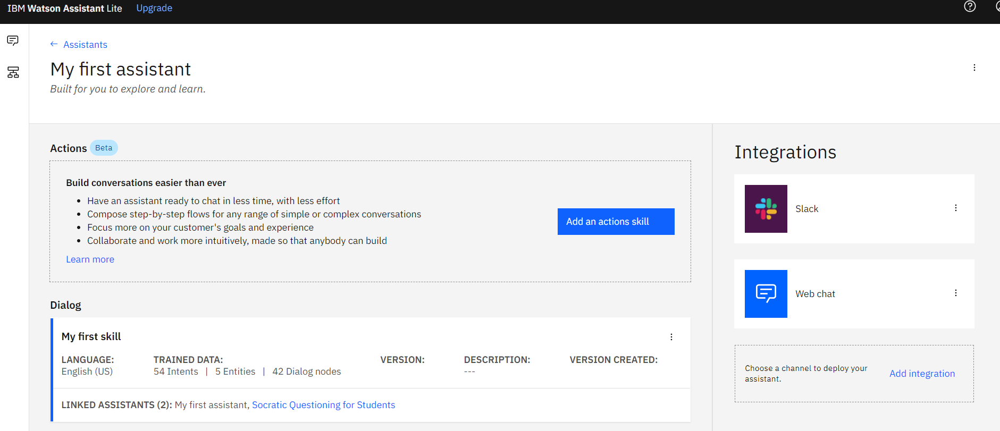 IBM Watson Assistant Lite Upgrade
← Assistants
My first assistant
Built for you to explore and learn.
Actions Beta
Build conversations easier than ever
• Have an assistant ready to chat in less time, with less effort
• Compose step-by-step flows for any range of simple or complex conversations
• Focus more on your customer's goals and experience
• Collaborate and work more intuitively, made so that anybody can build
Learn more
Add an actions skill
Dialog
My first skill
LANGUAGE: TRAINED DATA: VERSION: DESCRIPTION: VERSION CREATED:
English (US) 54 Intents | 5 Entities | 42 Dialog nodes ---
LINKED ASSISTANTS (2): My first assistant, Socratic Questioning for Students
Integrations
Slack
Web chat
Choose a channel to deploy your
assistant.
Add integration